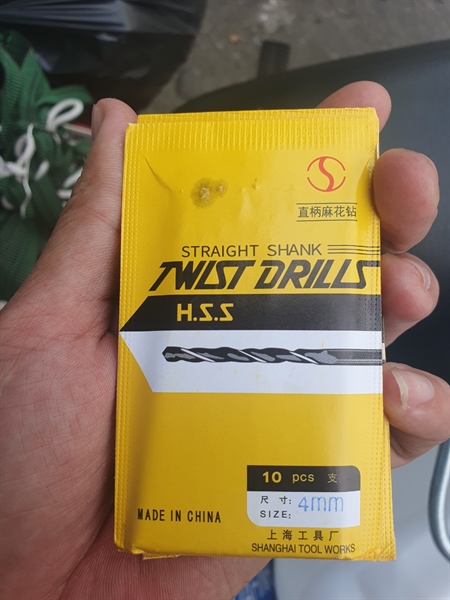 直柄麻花钻
STRAIGHT SHANK
TWIST DRILLS
H.S.S
10 pcs 支
尺 寸:
SIZE: 4mm
MADE IN CHINA
上海工具厂
SHANGHAI TOOL WORKS